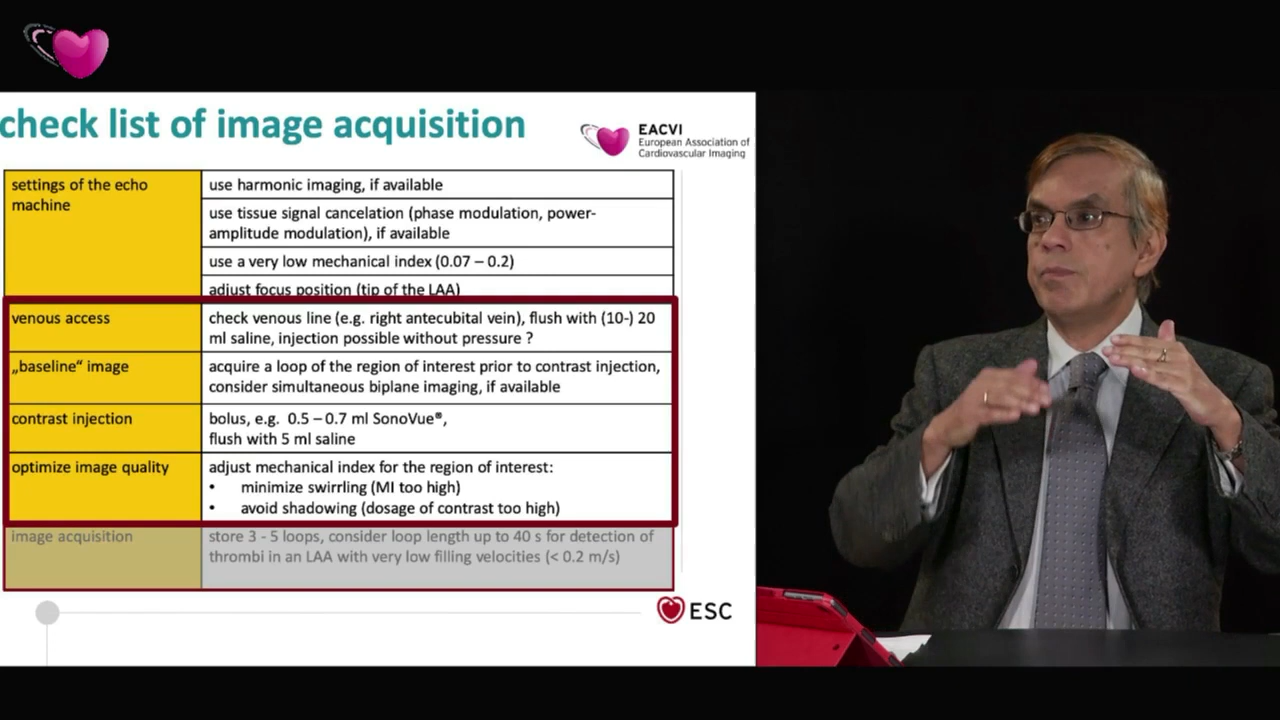 check list of image acquisition
EACVI
European Association of
Cardiovascular Imaging
settings of the echo
machine
use harmonic imaging, if available
use tissue signal cancelation (phase modulation, power-
amplitude modulation), if available
use a very low mechanical index (0.07 – 0.2)
adjust focus position (tip of the LAA)
venous access
check venous line (e.g. right antecubital vein), flush with (10-) 20
ml saline, injection possible without pressure ?
„baseline“ image
acquire a loop of the region of interest prior to contrast injection,
consider simultaneous biplane imaging, if available
contrast injection
bolus, e.g. 0.5 – 0.7 ml SonoVue®,
flush with 5 ml saline
optimize image quality
adjust mechanical index for the region of interest:
• minimize swirrling (MI too high)
• avoid shadowing (dosage of contrast too high)
image acquisition
store 3 - 5 loops, consider loop length up to 40 s for detection of
thrombi in an LAA with very low filling velocities (< 0.2 m/s)
ESC